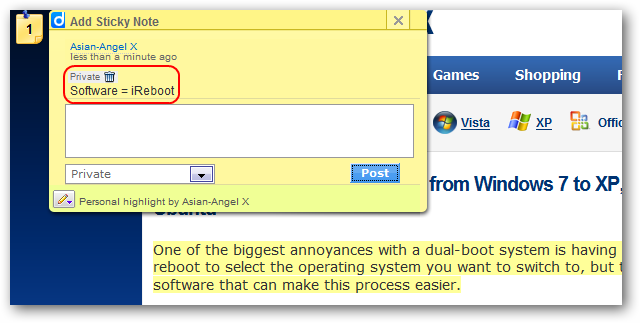 1
d Add Sticky Note
Asian-Angel X
less than a minute ago
Private
Software = iReboot
Private
Post
Personal highlight by Asian-Angel X
Games Shopping
Vista XP
from Windows 7 to XP,
Ubuntu
One of the biggest annoyances with a dual-boot system is having
reboot to select the operating system you want to switch to, but
software that can make this process easier.